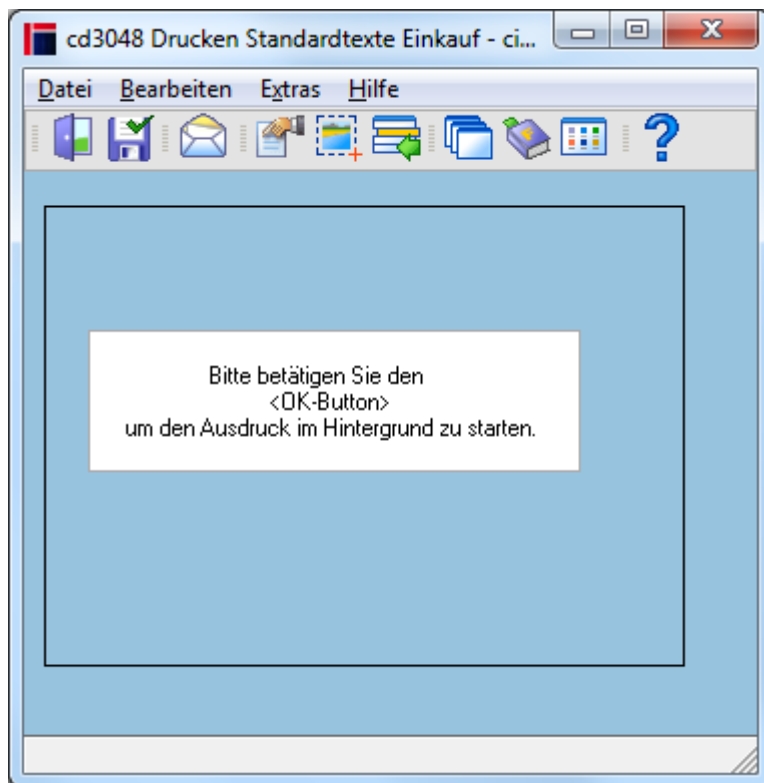 cd3048 Drucken Standardtexte Einkauf - ci...
Datei Bearbeiten Extras Hilfe
Bitte betätigen Sie den
<OK-Button>
um den Ausdruck im Hintergrund zu starten.